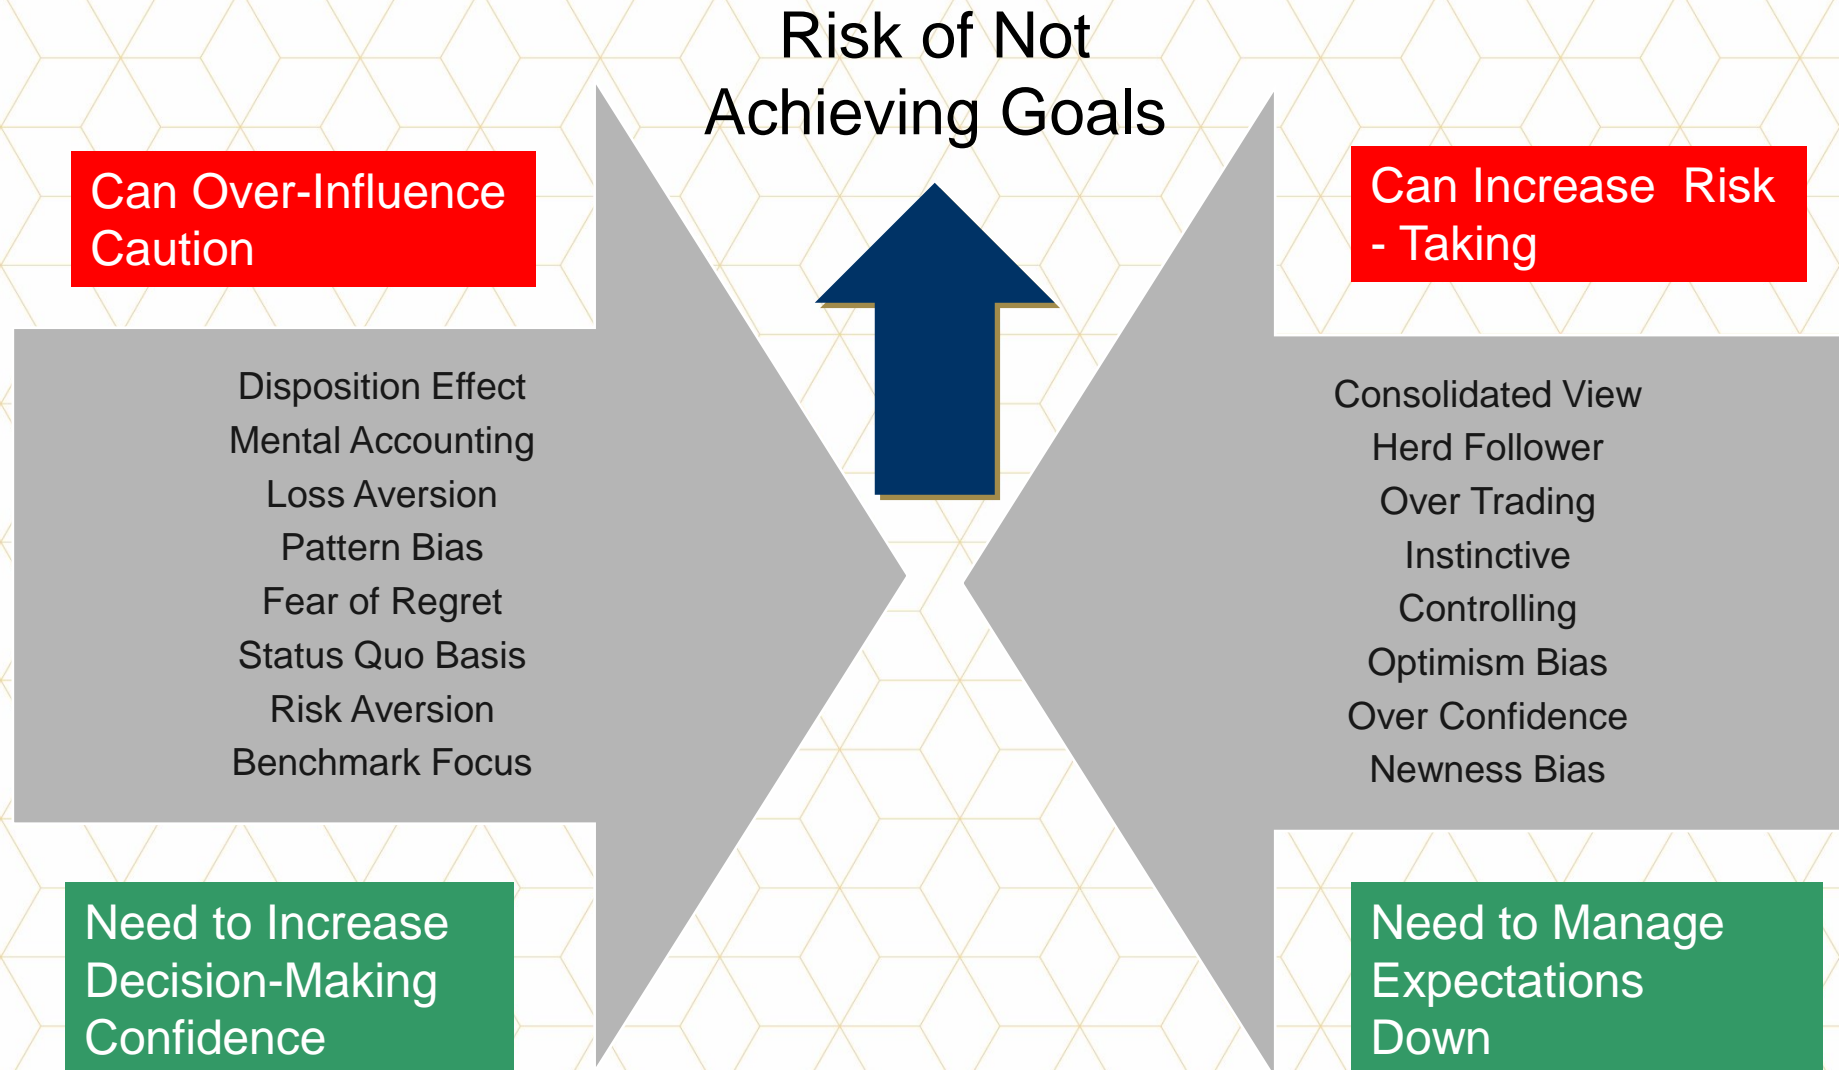 Risk of Not
Achieving Goals
Can Over-Influence
Caution
Disposition Effect
Mental Accounting
Loss Aversion
Pattern Bias
Fear of Regret
Status Quo Basis
Risk Aversion
Benchmark Focus
Need to Increase
Decision-Making
Confidence
Can Increase  Risk
- Taking
Consolidated View
Herd Follower
Over Trading
Instinctive
Controlling
Optimism Bias
Over Confidence
Newness Bias
Need to Manage
Expectations
Down